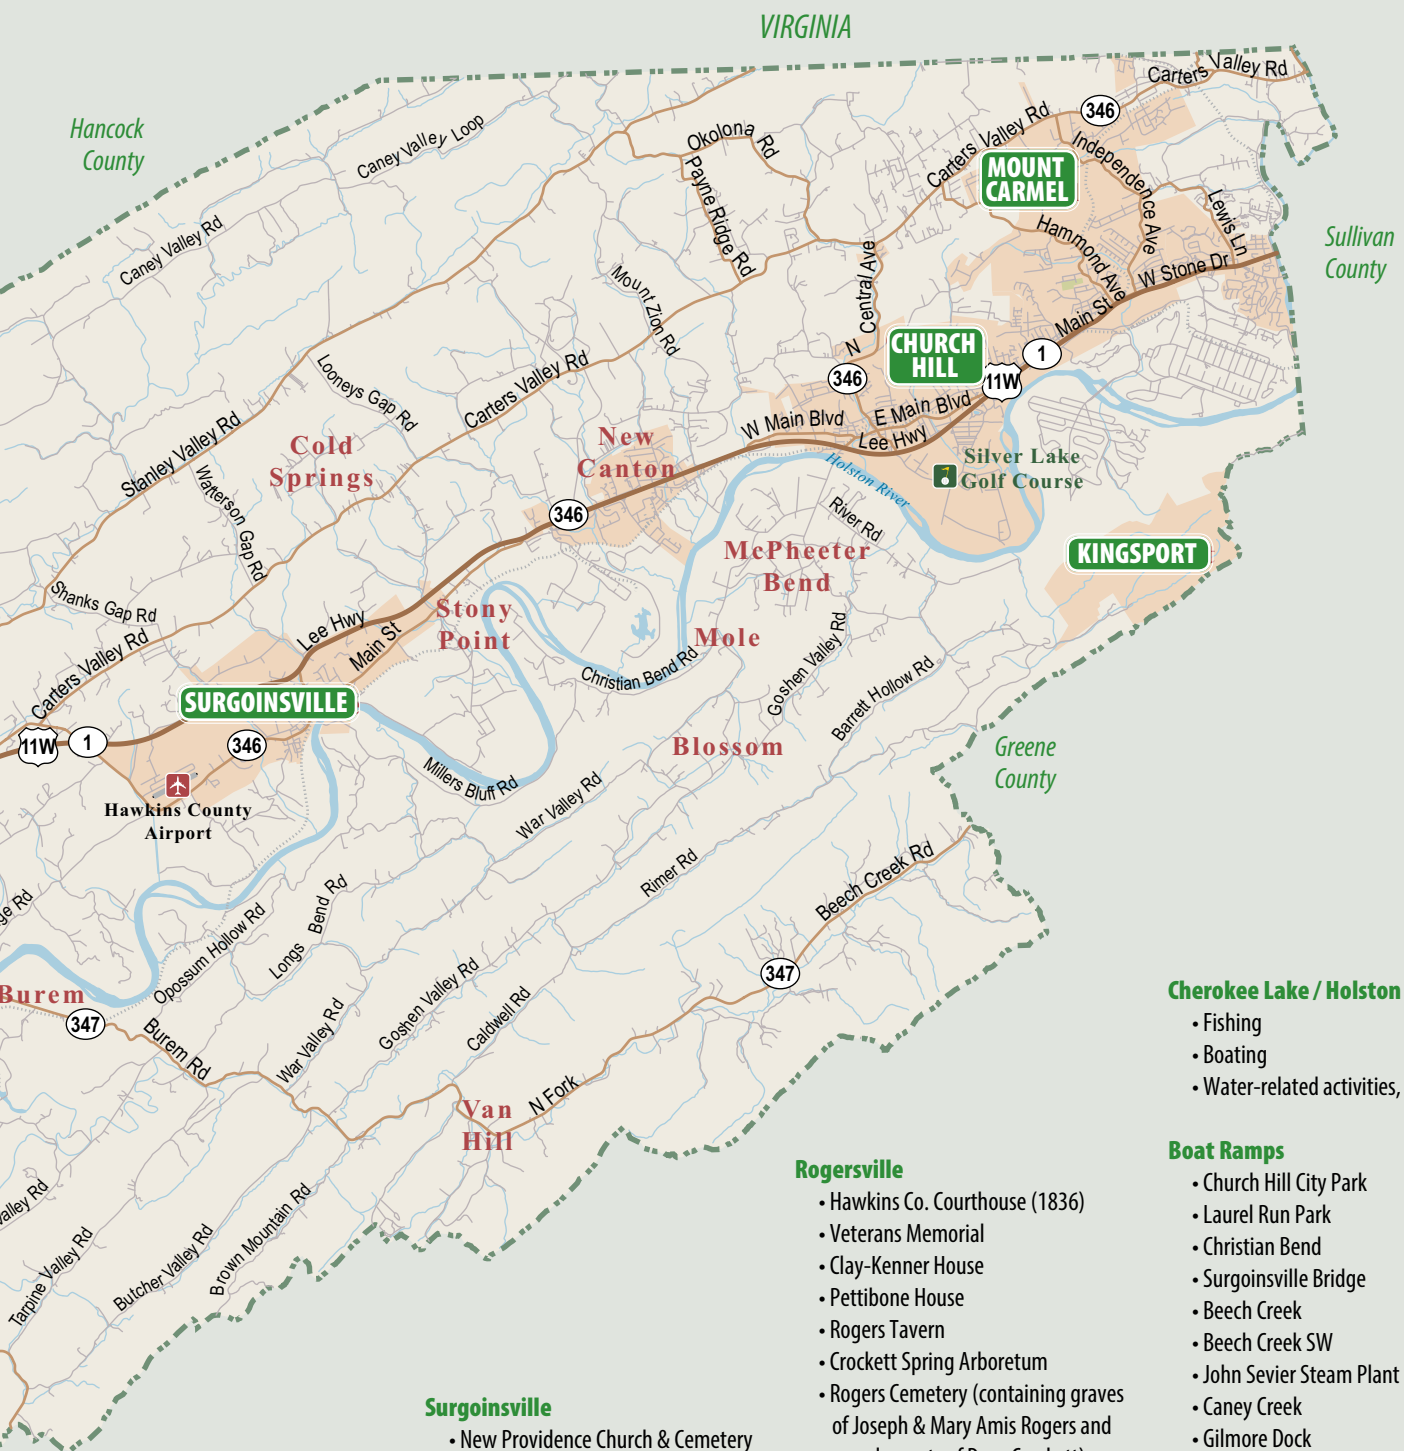 VIRGINIA
Hancock
County
Sullivan
County
Greene
County
Carters Valley Rd
346
Caney Valley Loop
Okolona Rd
Carters Valley Rd
Independence Ave
MOUNT
CARMEL
Payne Ridge Rd
Lewis Ln
Hammond Ave
Caney Valley Rd
W Stone Dr
Mount Zion Rd
N Central Ave
Main St
CHURCH
HILL
1
346
11W
Looneys Gap Rd
Carters Valley Rd
W Main Blvd
E Main Blvd
Lee Hwy
Stanley Valley Rd
Cold
Springs
New
Canton
Holston River
Silver Lake
Golf Course
Watterson Gap Rd
346
River Rd
McPheeter
Bend
KINGSPORT
Shanks Gap Rd
Stony
Point
Lee Hwy
Main St
Mole
Carters Valley Rd
Christian Bend Rd
Goshen Valley Rd
Barrett Hollow Rd
SURGOINSVILLE
11W
1
346
Blossom
Millers Bluff Rd
War Valley Rd
Hawkins County
Airport
Rimer Rd
Beech Creek Rd
ge Rd
Opossum Hollow Rd
Longs Bend Rd
347
Burem
347
Burem Rd
War Valley Rd
Goshen Valley Rd
Caldwell Rd
Van
Hill
N Fork
alley Rd
Tarpine Valley Rd
Butcher Valley Rd
Brown Mountain Rd
Surgoinsville
• New Providence Church & Cemetery
Rogersville
• Hawkins Co. Courthouse (1836)
• Veterans Memorial
• Clay-Kenner House
• Pettibone House
• Rogers Tavern
• Crockett Spring Arboretum
• Rogers Cemetery (containing graves
of Joseph & Mary Amis Rogers and
Cherokee Lake / Holston
• Fishing
• Boating
• Water-related activities,
Boat Ramps
• Church Hill City Park
• Laurel Run Park
• Christian Bend
• Surgoinsville Bridge
• Beech Creek
• Beech Creek SW
• John Sevier Steam Plant
• Caney Creek
• Gilmore Dock